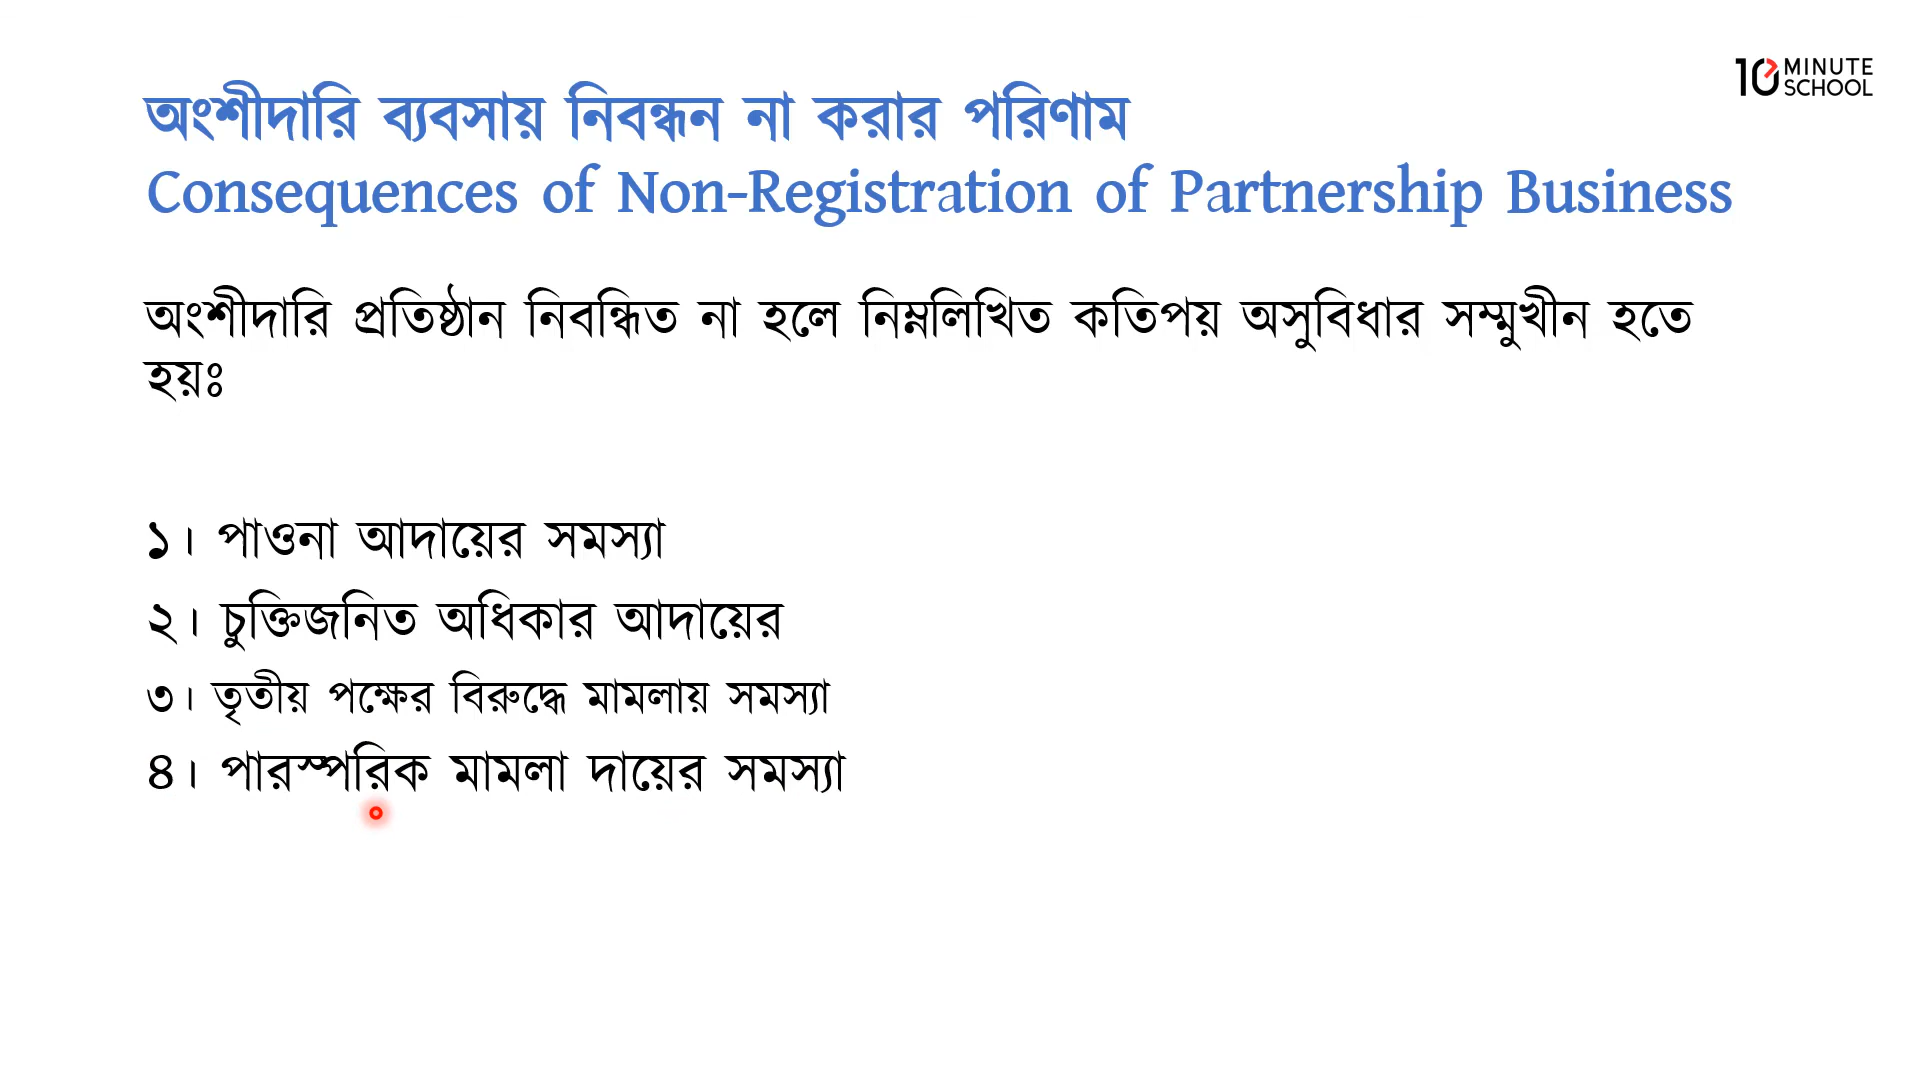 10 MINUTE SCHOOL
অংশীদারি ব্যবসায় নিবন্ধন না করার পরিণাম
Consequences of Non-Registration of Partnership Business
অংশীদারি প্রতিষ্ঠান নিবন্ধিত না হলে নিম্নলিখিত কতিপয় অসুবিধার সম্মুখীন হতে
হয়ঃ
১। পাওনা আদায়ের সমস্যা
২। চুক্তিজনিত অধিকার আদায়ের
৩। তৃতীয় পক্ষের বিরুদ্ধে মামলায় সমস্যা
৪। পারস্পরিক মামলা দায়ের সমস্যা